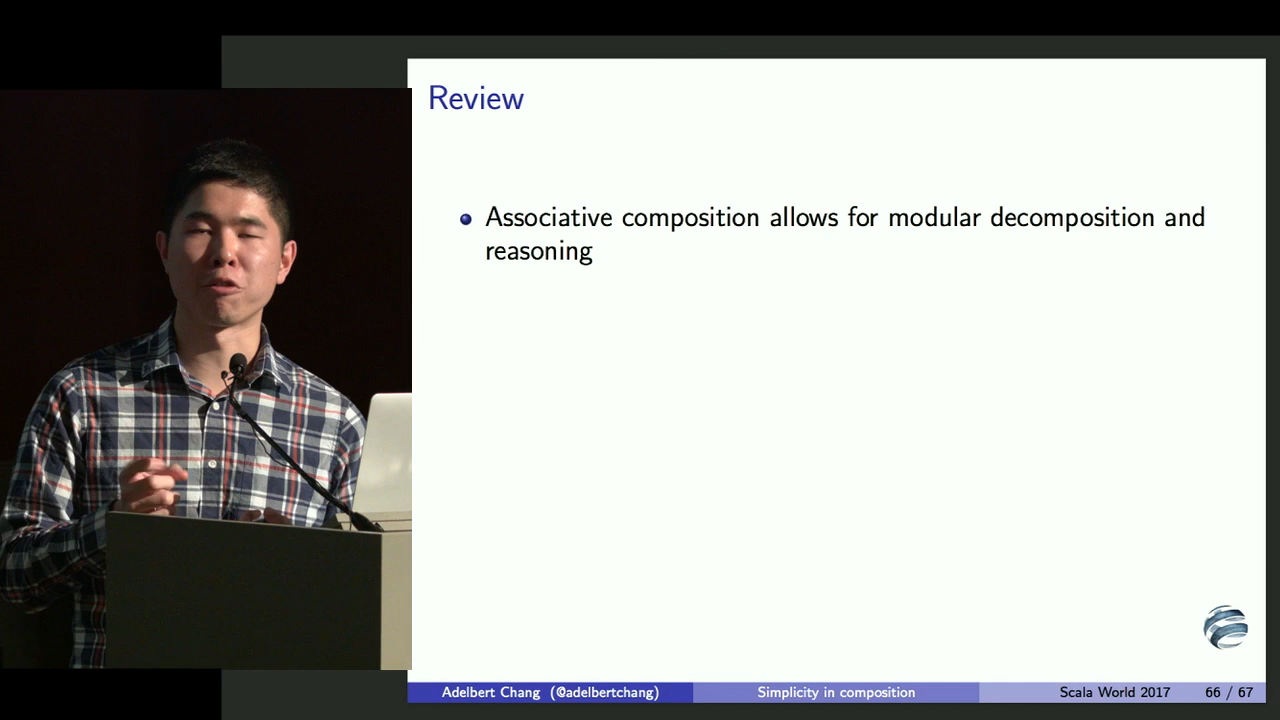 Review
Associative composition allows for modular decomposition and
reasoning
Adelbert Chang (@adelbertchang) Simplicity in composition Scala World 2017 66 / 67